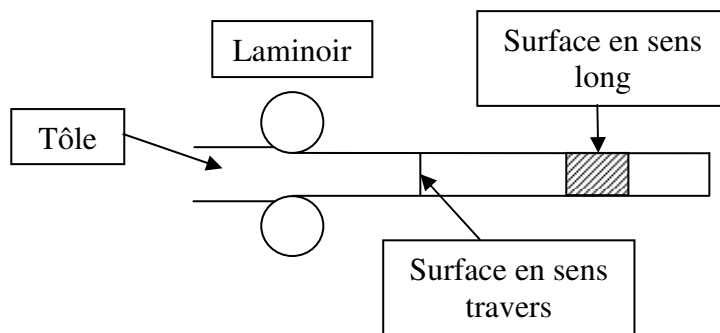 Surface en sens
long
Laminoir
Tôle
Surface en sens
travers